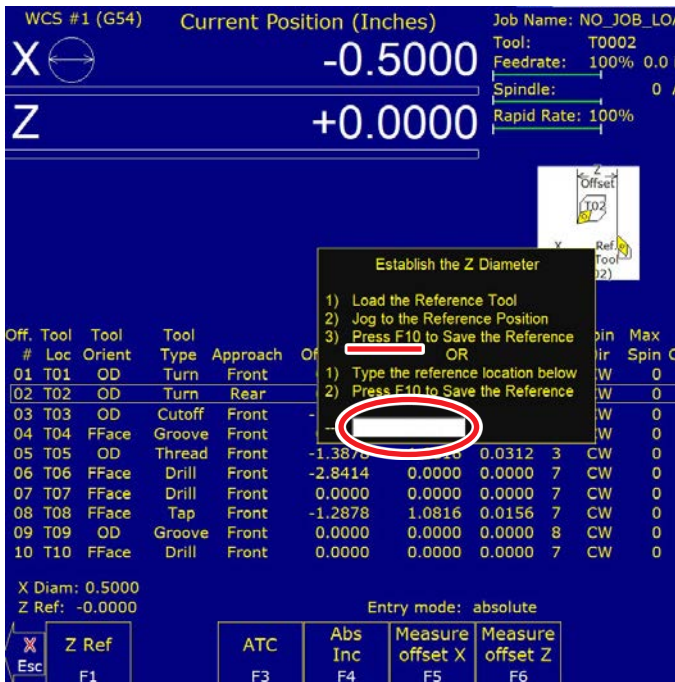 WCS #1 (G54) Current Position (Inches) Job Name: NO_JOB_LOA
X -0.5000
Tool: T0002
Feedrate: 100% 0.0
Spindle: 0
Z +0.0000
Rapid Rate: 100%
Z
Offset
T02
X Ref.
Tool
Establish the Z Diameter
1) Load the Reference Tool
2) Jog to the Reference Position
3) Press F10 to Save the Reference
OR
1) Type the reference location below
2) Press F10 to Save the Reference
Off. Tool Tool Tool Max
# Loc Orient Type Approach Spin
01 T01 OD Turn Front CW 0
02 T02 OD Turn Rear CW 0
03 T03 OD Cutoff Front CW 0
04 T04 FFace Groove Front CW 0
05 T05 OD Thread Front -1.3878 0.0312 3 CW 0
06 T06 FFace Drill Front -2.8414 0.0000 0.0000 7 CW 0
07 T07 FFace Drill Front 0.0000 0.0000 0.0000 7 CW 0
08 T08 FFace Tap Front -1.2878 1.0816 0.0156 7 CW 0
09 T09 OD Groove Front 0.0000 0.0000 0.0000 8 CW 0
10 T10 FFace Drill Front 0.0000 0.0000 0.0000 7 CW 0
X Diam: 0.5000
Z Ref: -0.0000 Entry mode: absolute
X
Esc
Z Ref
F1
ATC
F3
Abs
Inc
F4
Measure
offset X
F5
Measure
offset Z
F6